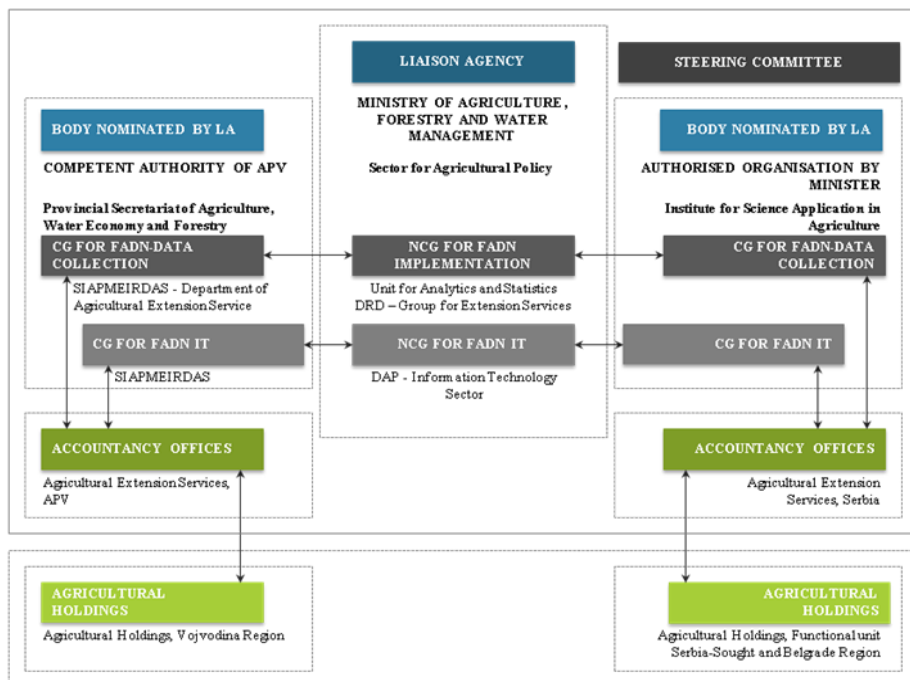 LIAISON AGENCY
MINISTRY OF AGRICULTURE,
FORESTRY AND WATER
MANAGEMENT
Sector for Agricultural Policy
STEERING COMMITTEE
BODY NOMINATED BY LA
COMPETENT AUTHORITY OF APV
Provincial Secretariat of Agriculture,
Water Economy and Forestry
CG FOR FADN-DATA
COLLECTION
SIAPMEIRDAS - Department of
Agricultural Extension Service
CG FOR FADN IT
SIAPMEIRDAS
NCG FOR FADN
IMPLEMENTATION
Unit for Analytics and Statistics
DRD – Group for Extension Services
NCG FOR FADN IT
DAP - Information Technology
Sector
BODY NOMINATED BY LA
AUTHORISED ORGANISATION BY
MINISTER
Institute for Science Application in
Agriculture
CG FOR FADN-DATA
COLLECTION
CG FOR FADN IT
ACCOUNTANCY OFFICES
Agricultural Extension Services,
APV
ACCOUNTANCY OFFICES
Agricultural Extension
Services, Serbia
AGRICULTURAL
HOLDINGS
Agricultural Holdings, Vojvodina Region
AGRICULTURAL
HOLDINGS
Agricultural Holdings, Functional unit
Serbia-Sought and Belgrade Region